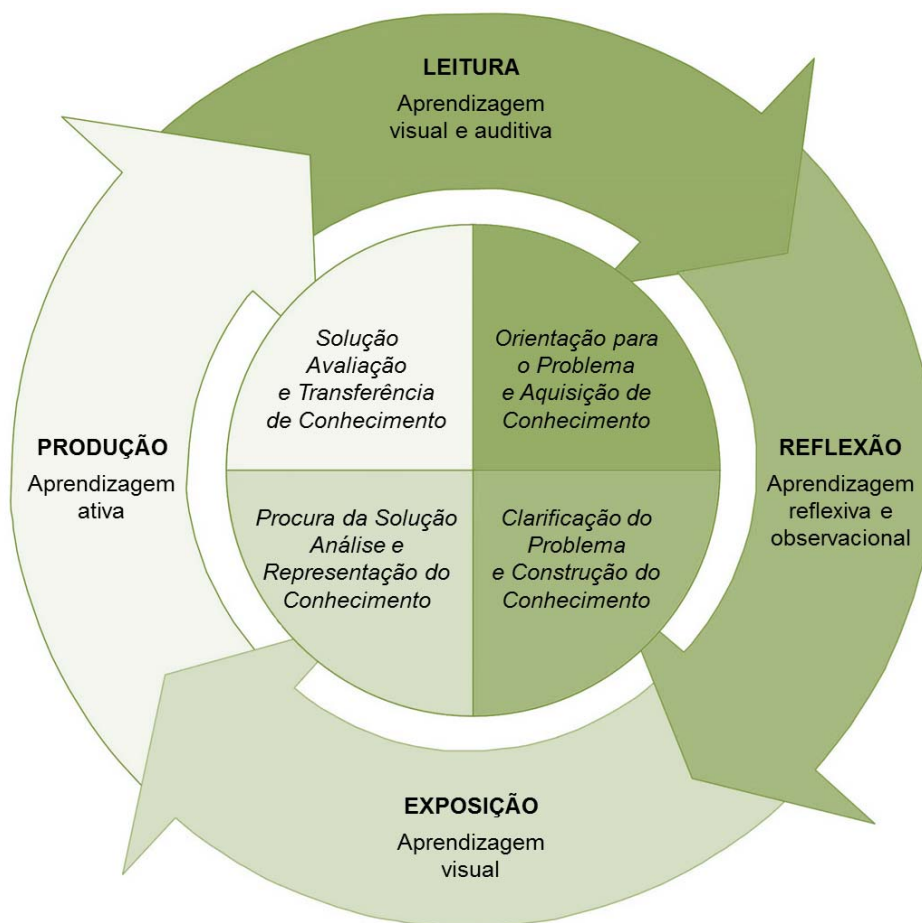 LEITURA
Aprendizagem
visual e auditiva
Solução
Avaliação
e Transferência
de Conhecimento
Orientação para
o Problema
e Aquisição de
Conhecimento
PRODUÇÃO
Aprendizagem
ativa
REFLEXÃO
Aprendizagem
reflexiva e
observacional
Procura da Solução
Análise e
Representação do
Conhecimento
Clarificação do
Problema
e Construção do
Conhecimento
EXPOSIÇÃO
Aprendizagem
visual